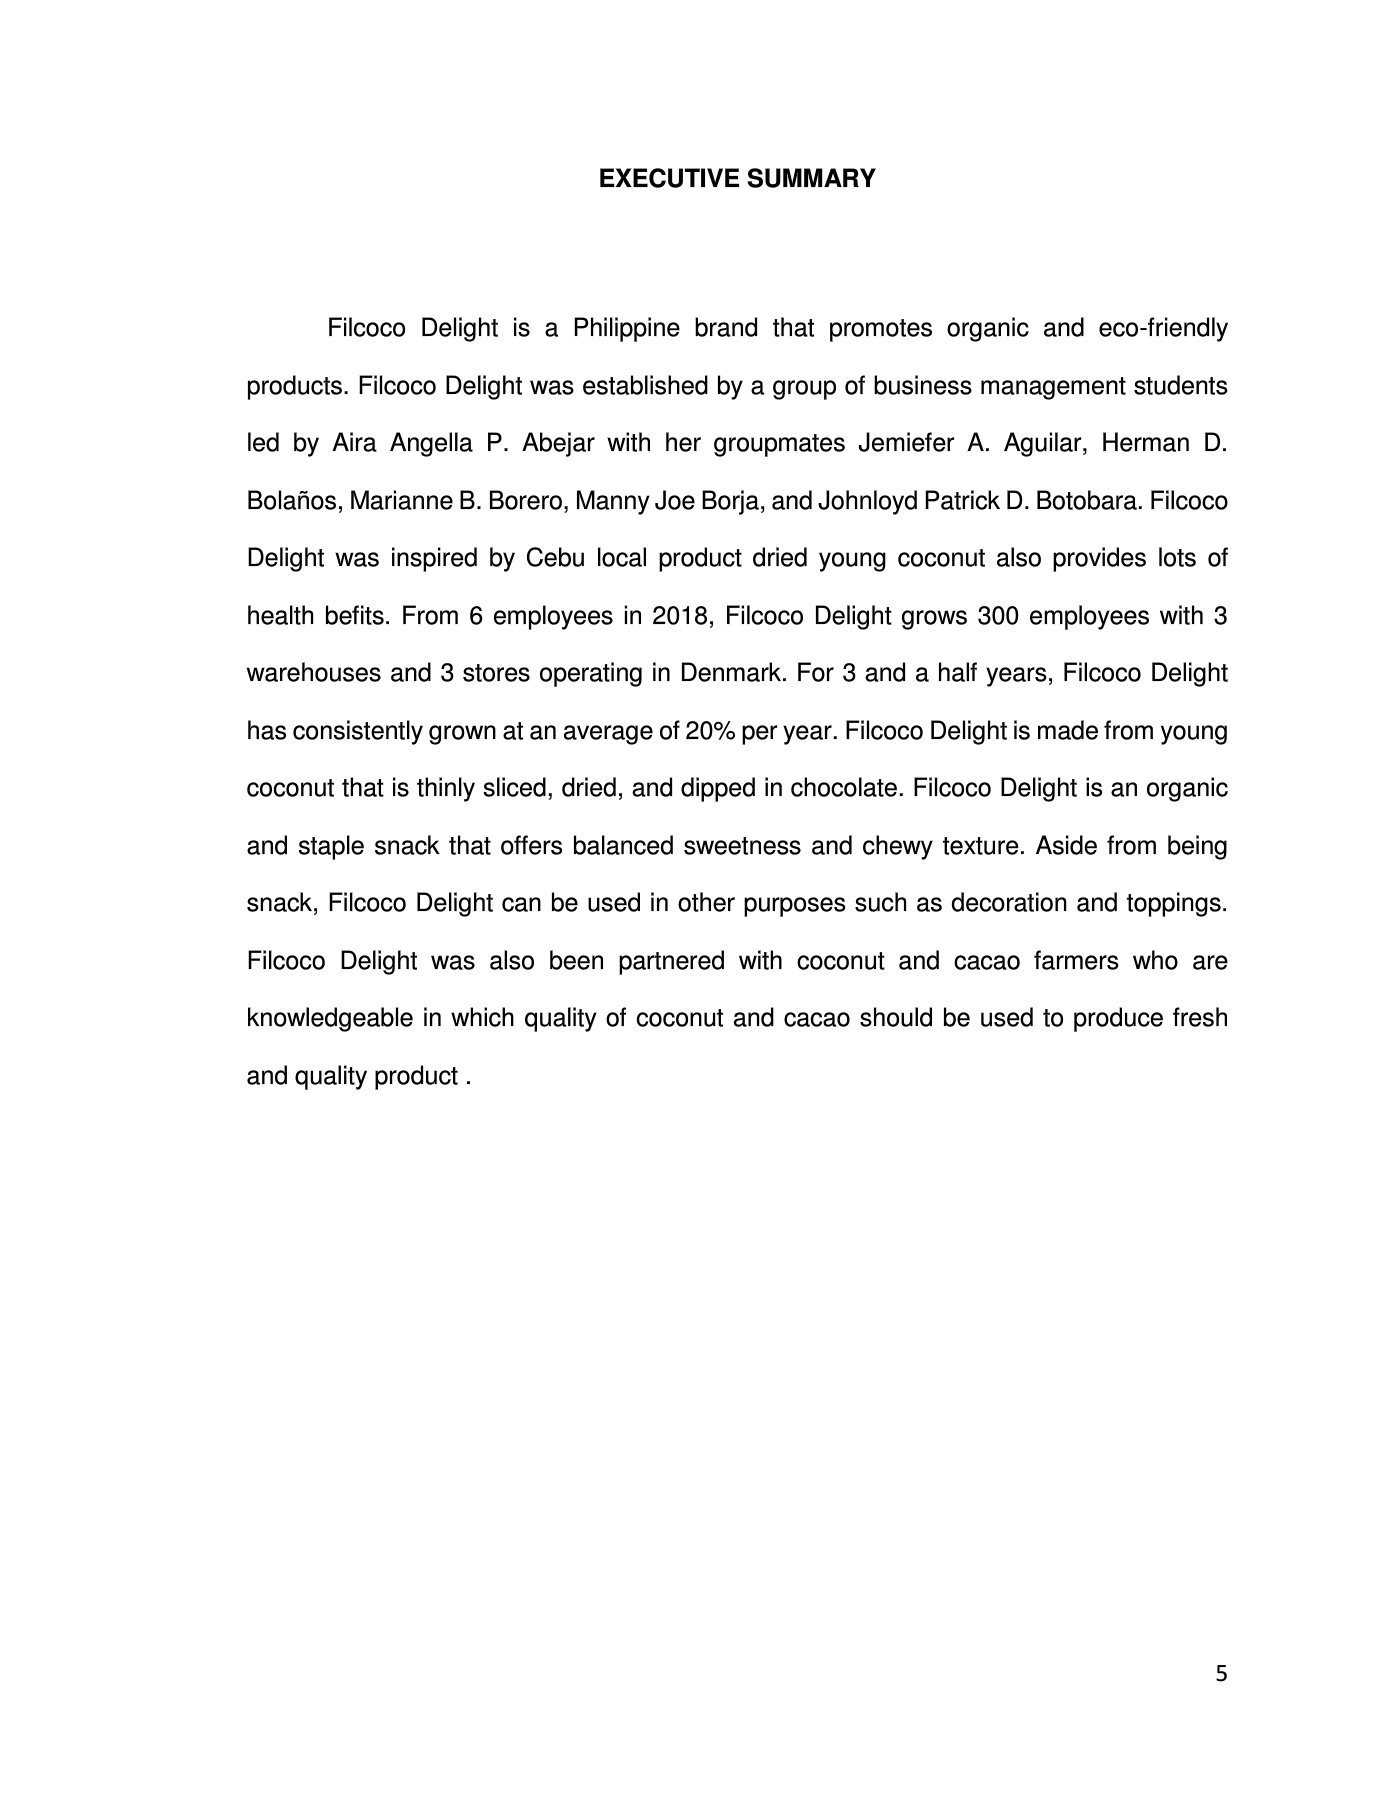 EXECUTIVE SUMMARY
Filcoco Delight is a Philippine brand that promotes organic and eco-friendly
products. Filcoco Delight was established by a group of business management students
led by Aira Angella P. Abejar with her groupmates Jemiefer A. Aguilar, Herman D.
Bolaños, Marianne B. Borero, Manny Joe Borja, and Johnloyd Patrick D. Botobara. Filcoco
Delight was inspired by Cebu local product dried young coconut also provides lots of
health befits. From 6 employees in 2018, Filcoco Delight grows 300 employees with 3
warehouses and 3 stores operating in Denmark. For 3 and a half years, Filcoco Delight
has consistently grown at an average of 20% per year. Filcoco Delight is made from young
coconut that is thinly sliced, dried, and dipped in chocolate. Filcoco Delight is an organic
and staple snack that offers balanced sweetness and chewy texture. Aside from being
snack, Filcoco Delight can be used in other purposes such as decoration and toppings.
Filcoco Delight was also been partnered with coconut and cacao farmers who are
knowledgeable in which quality of coconut and cacao should be used to produce fresh
and quality product .
5